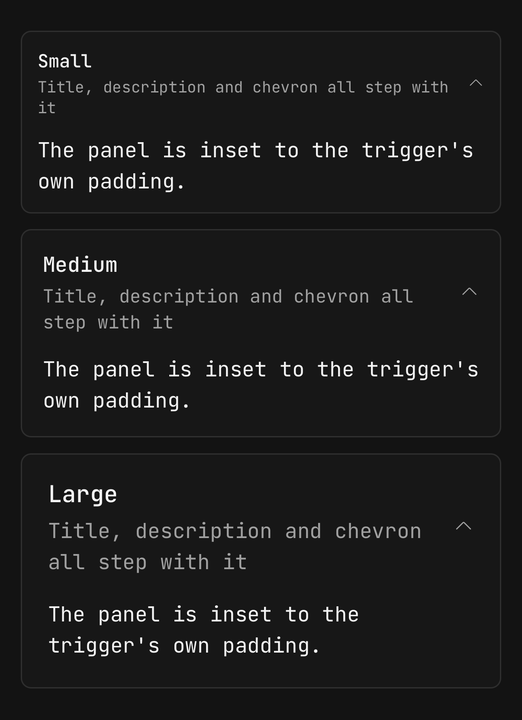 Small
Title, description and chevron all step with
it
The panel is inset to the trigger's
own padding.
Medium
Title, description and chevron all
step with it
The panel is inset to the trigger's
own padding.
Large
Title, description and chevron
all step with it
The panel is inset to the
trigger's own padding.